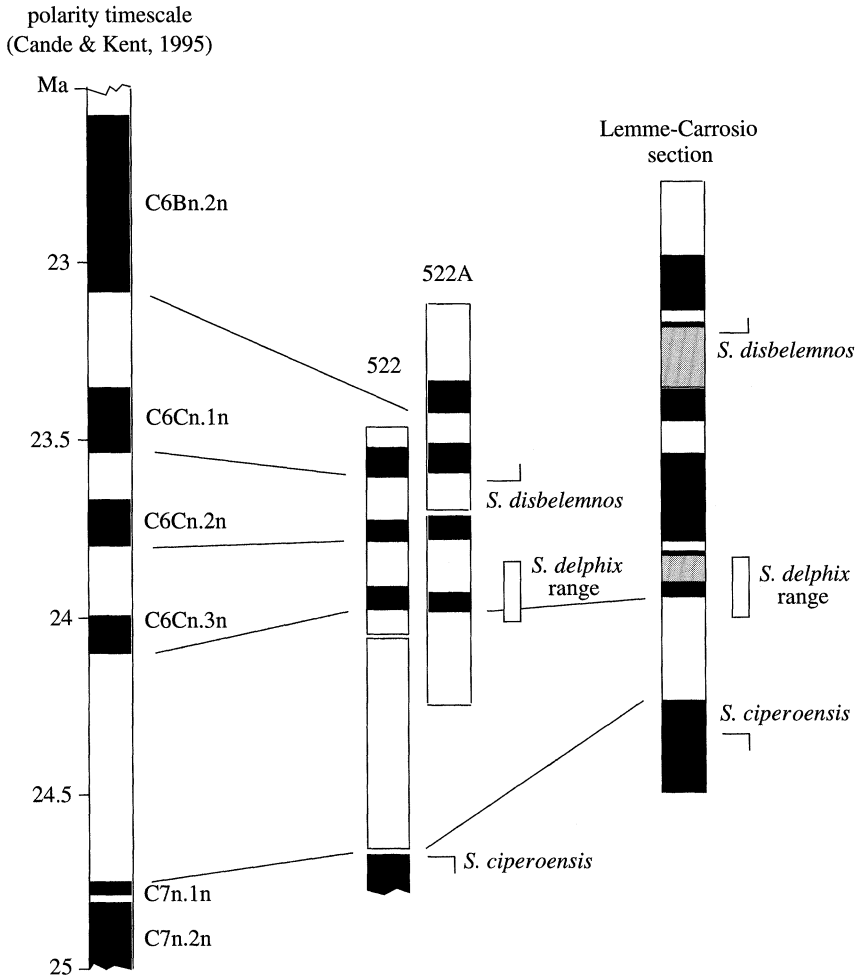 polarity timescale
(Cande & Kent, 1995)
Ma
C6Bn.2n
23
C6Cn.1n
23.5
C6Cn.2n
24
C6Cn.3n
24.5
C7n.1n
C7n.2n
25
522
522A
S. disbelemnos
S. delphix
range
S. ciperoensis
Lemme-Carrosio
section
S. disbelemnos
S. delphix
range
S. ciperoensis